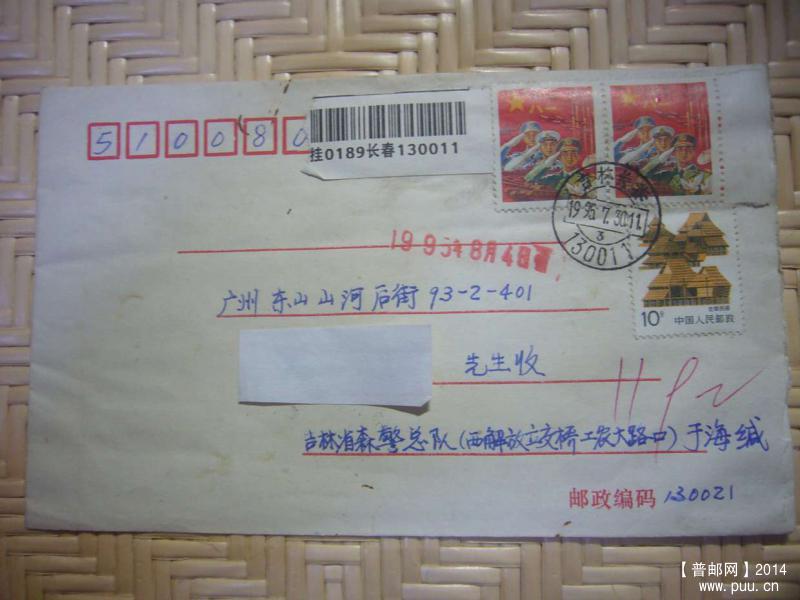 510080
挂0189长春130011
八一
八一
1995.7.30.11
3
130011
1995年8月4日
广州东山山河后街93-2-401
10分
中国人民邮政
先生收
吉林省森警总队(西解放立交桥工农大路口)于海缄
邮政编码 130021
【普邮网】2014
www.puu.cn